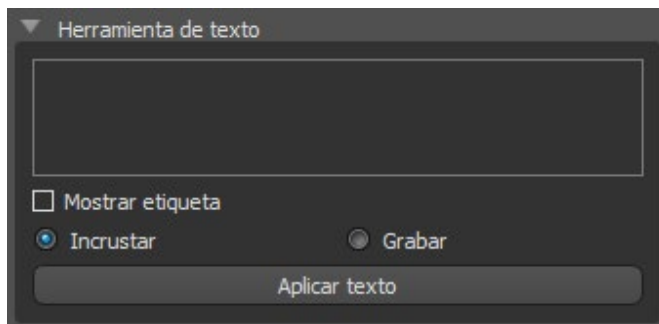 Herramienta de texto
Mostrar etiqueta
Incrustar Grabar
Aplicar texto